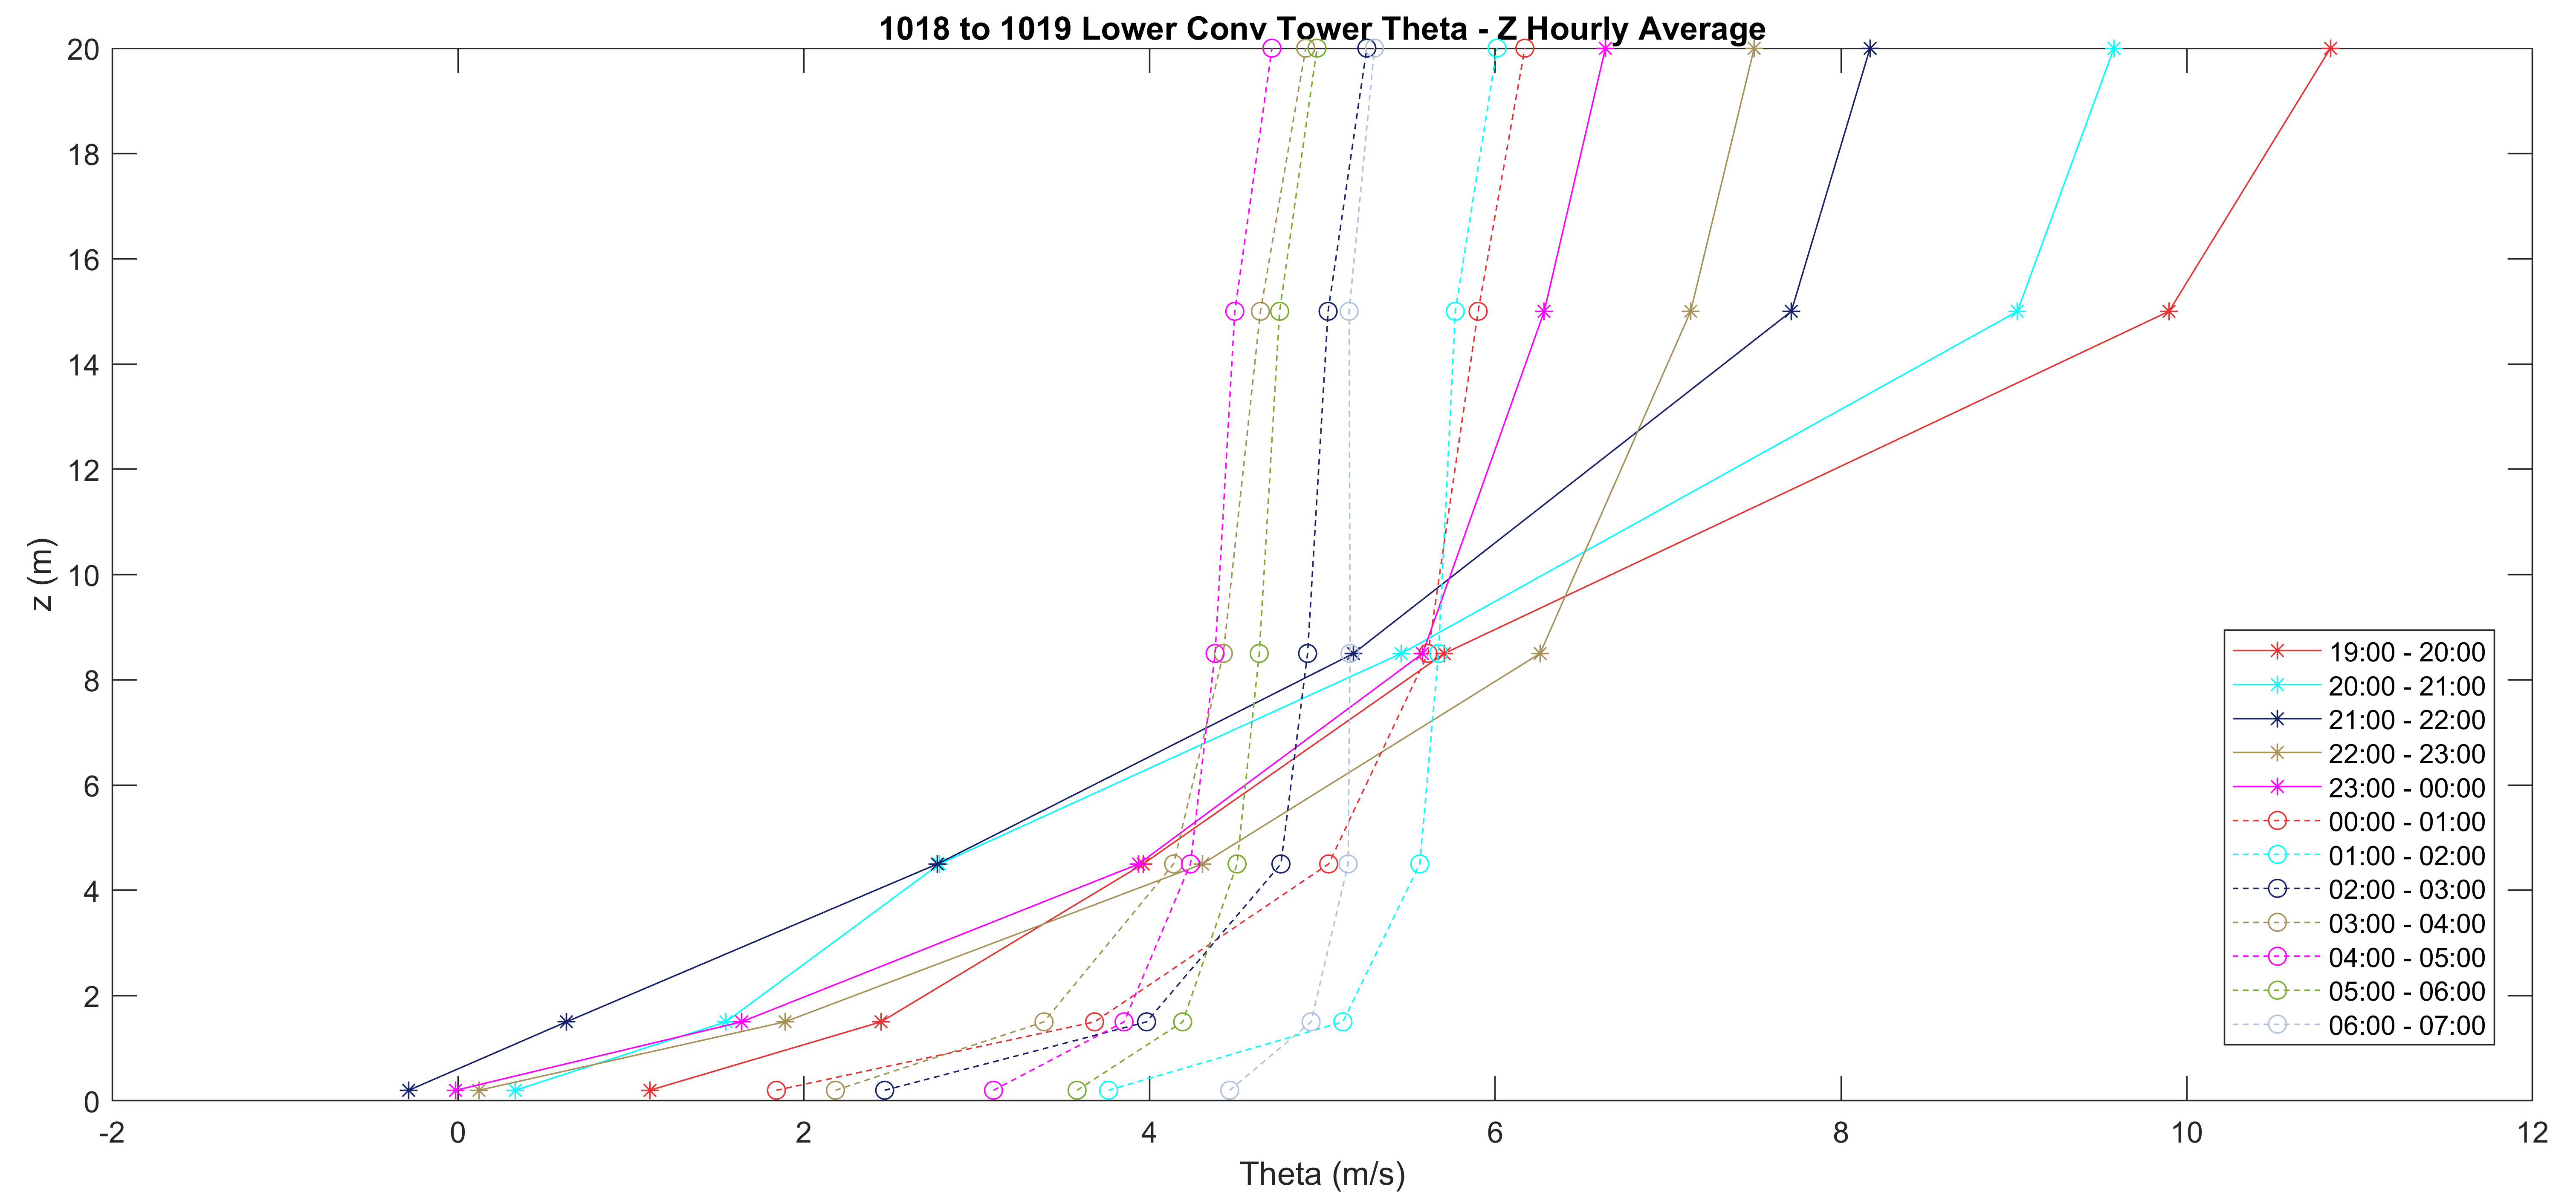 1018 to 1019 Lower Conv Tower Theta - Z Hourly Average
20
18
16
14
12
10
8
6
4
2
0
z (m)
-2 0 2 4 6 8 10 12
Theta (m/s)
19:00 - 20:00
20:00 - 21:00
21:00 - 22:00
22:00 - 23:00
23:00 - 00:00
00:00 - 01:00
01:00 - 02:00
02:00 - 03:00
03:00 - 04:00
04:00 - 05:00
05:00 - 06:00
06:00 - 07:00